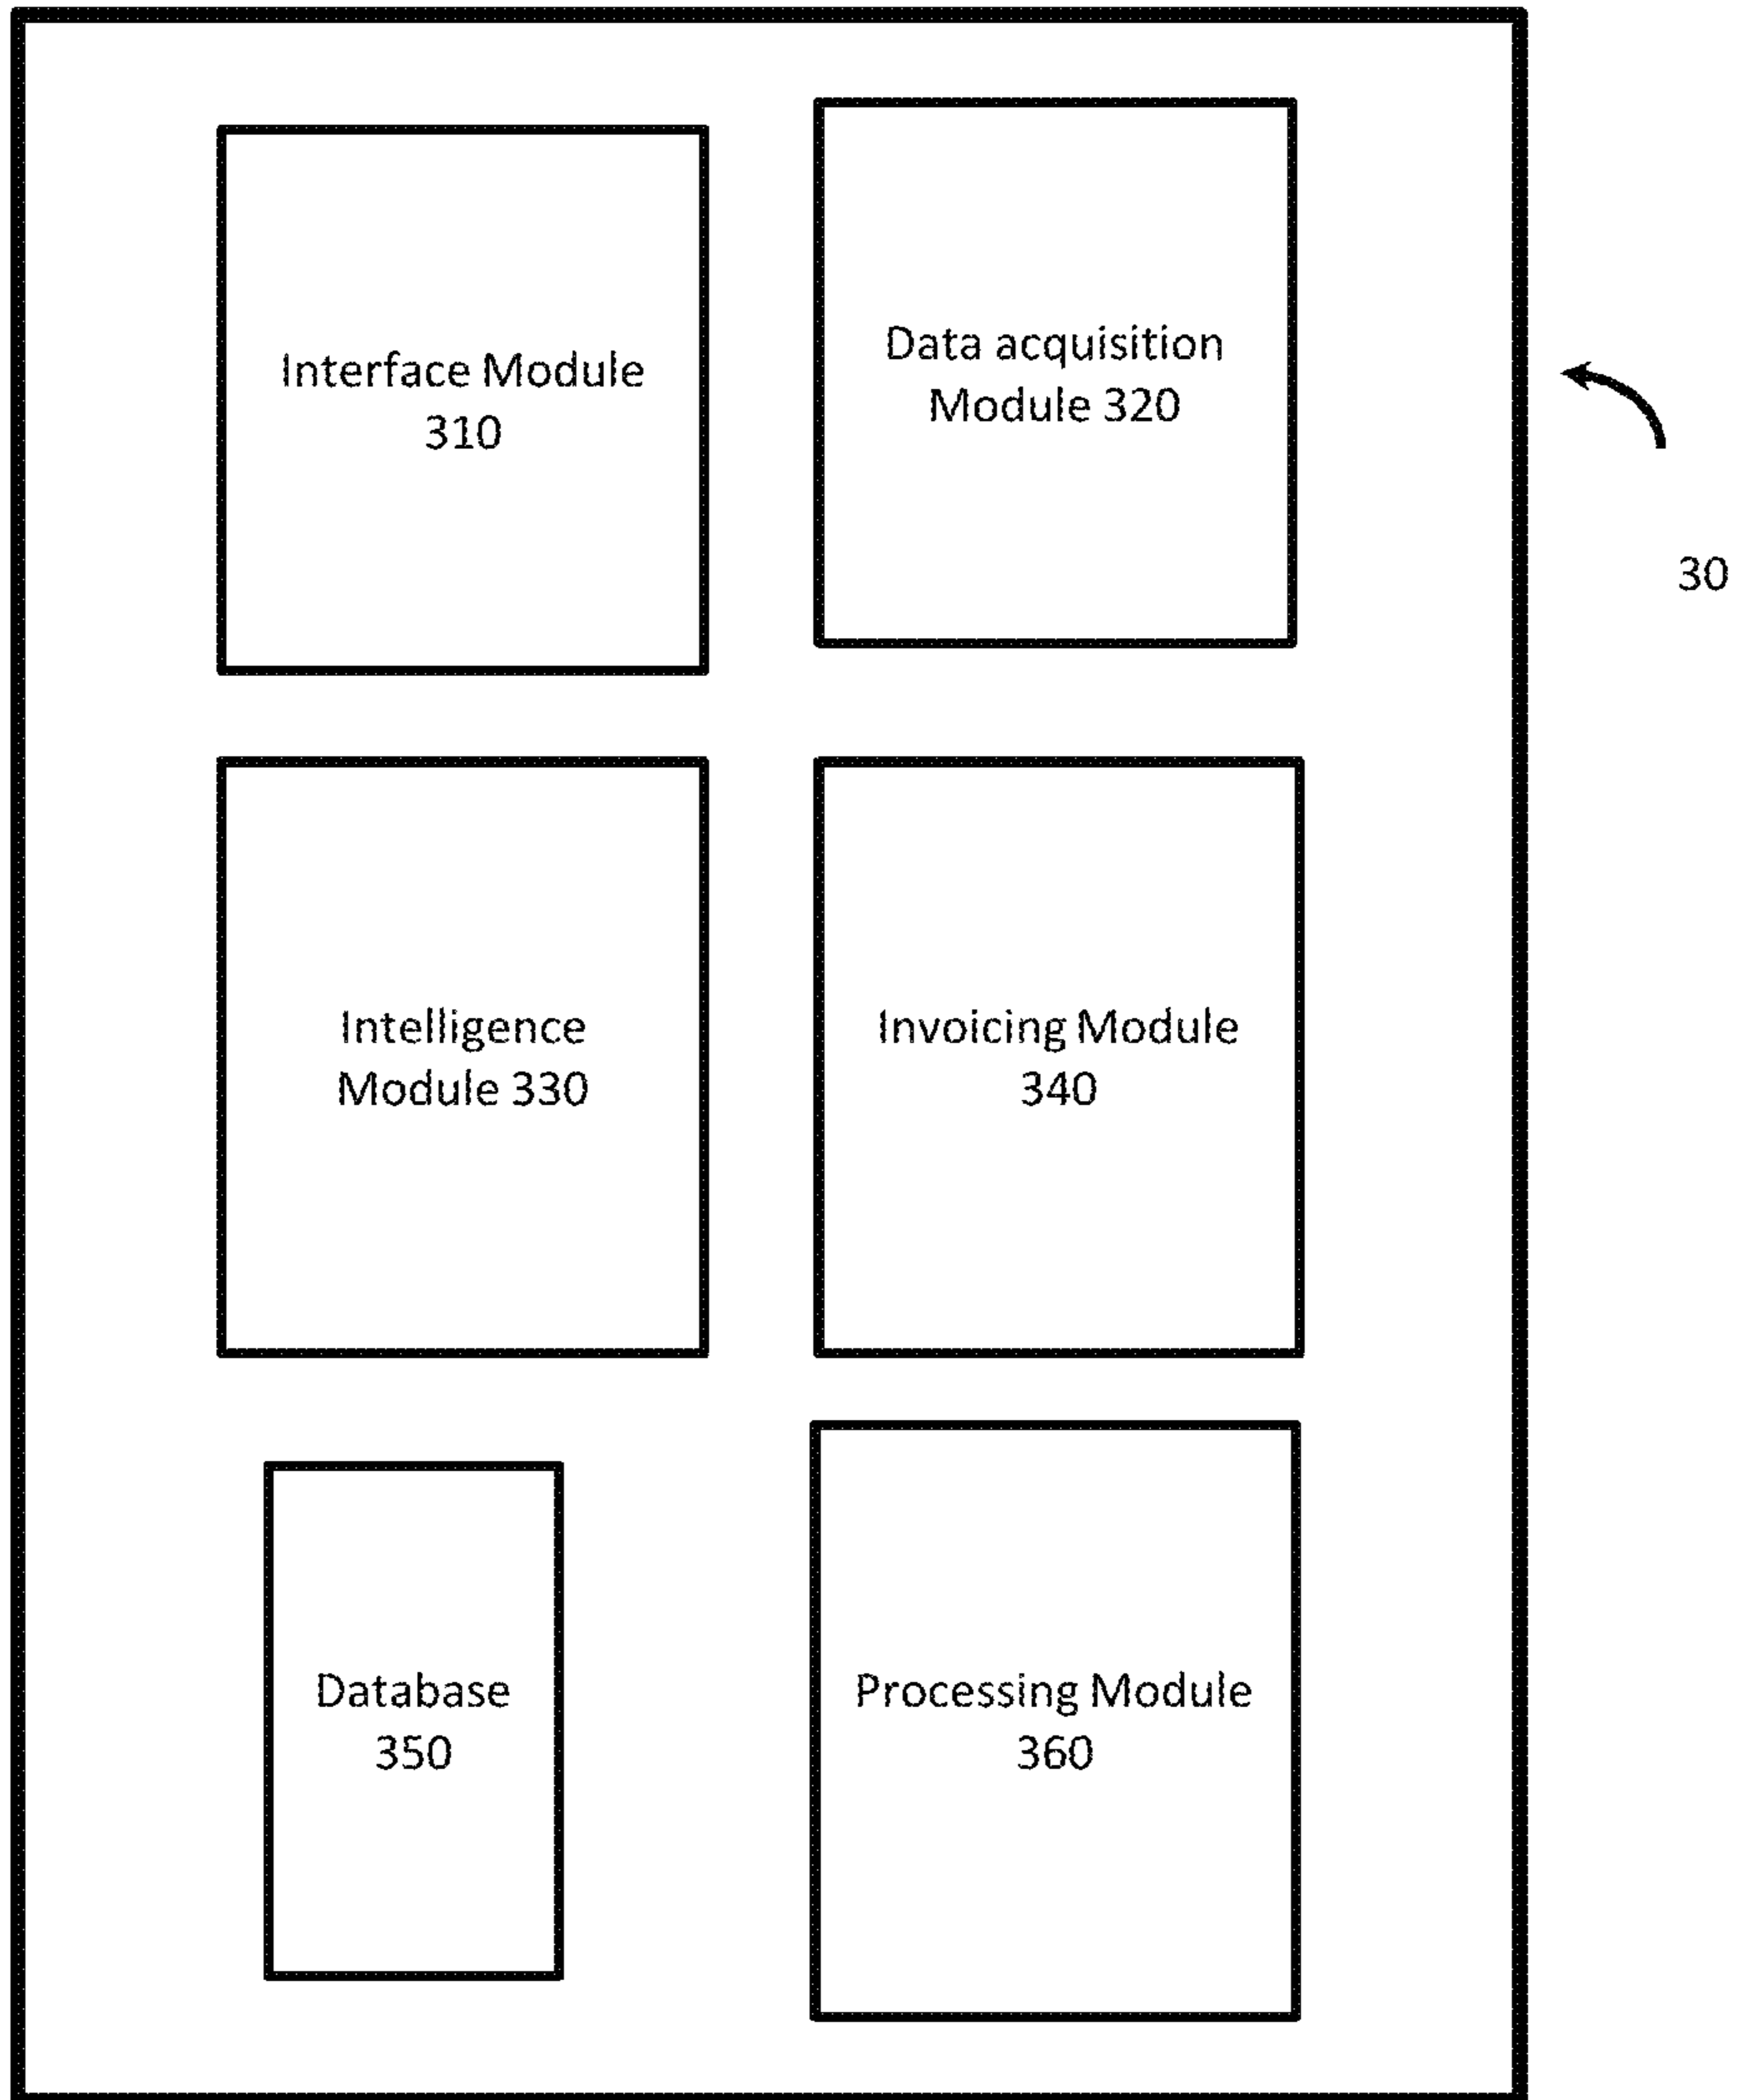 Interface Module
310
Data acquisition
Module 320
30
Intelligence
Module 330
Invoicing Module
340
Database
350
Processing Module
360